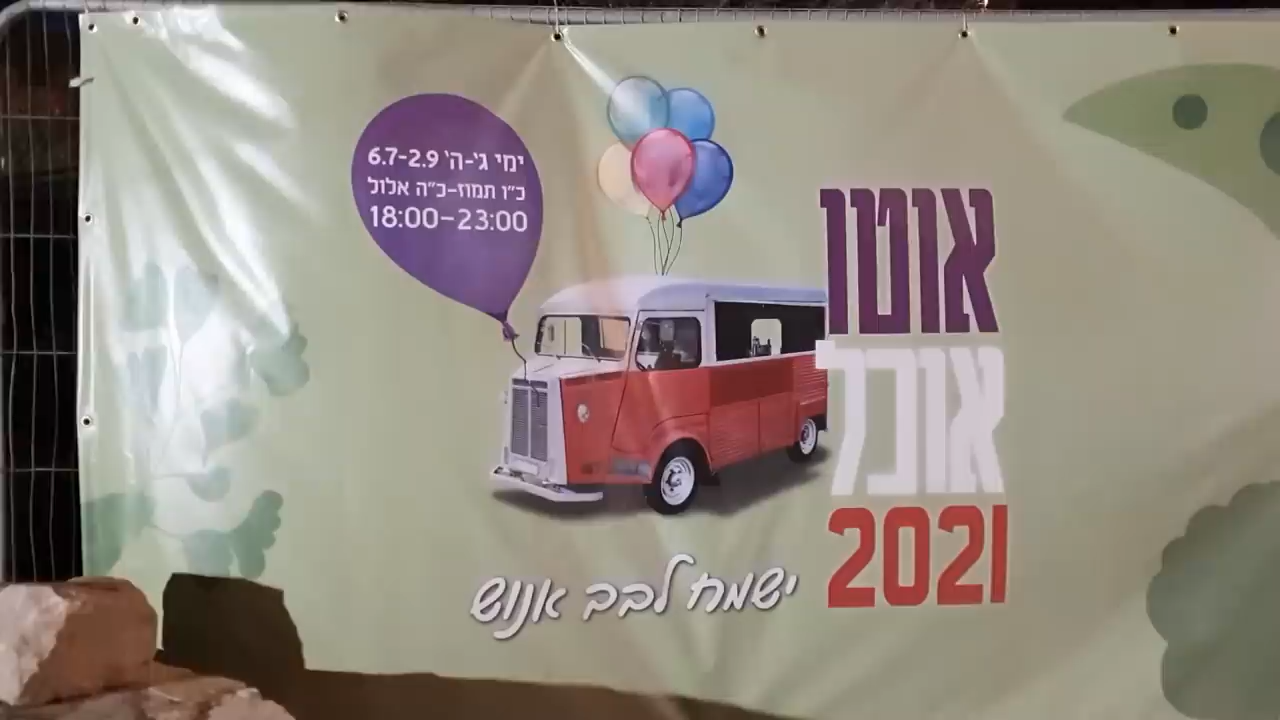 ימי ג'-ה' 6.7-2.9
כ"ו תמוז-כ"ה אלול
18:00-23:00
אוטו
אוכל
2021
ישמח לבב אנוש